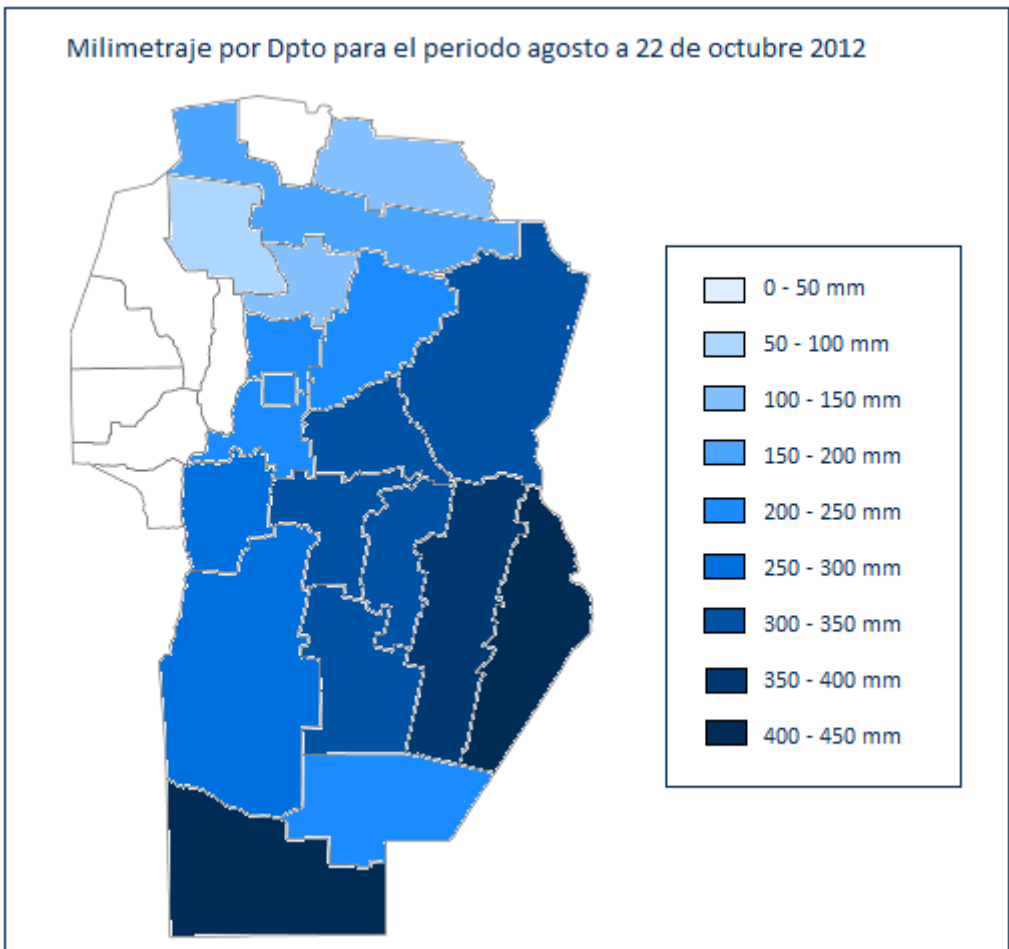 Milimetraje por Dpto para el periodo agosto a 22 de octubre 2012
0 - 50 mm
50 - 100 mm
100 - 150 mm
150 - 200 mm
200 - 250 mm
250 - 300 mm
300 - 350 mm
350 - 400 mm
400 - 450 mm